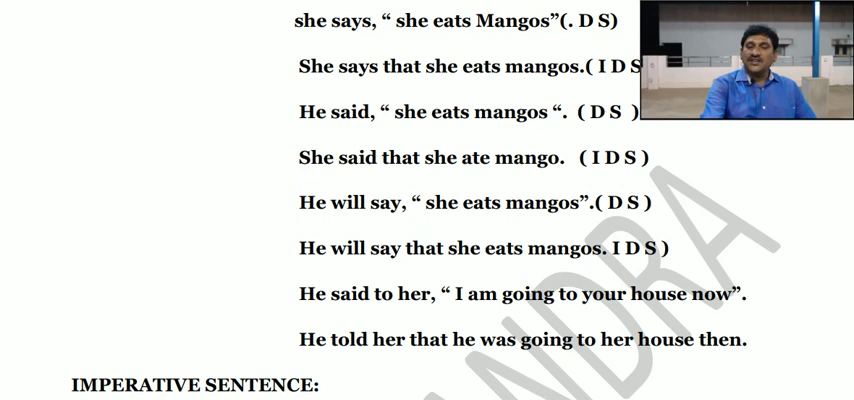 she says, “ she eats Mangos”(. D S)
She says that she eats mangos.( I D S
He said, “ she eats mangos “. ( D S )
She said that she ate mango. ( I D S )
He will say, “ she eats mangos”.( D S )
He will say that she eats mangos. I D S )
He said to her, “ I am going to your house now”.
He told her that he was going to her house then.
IMPERATIVE SENTENCE:
NDRA